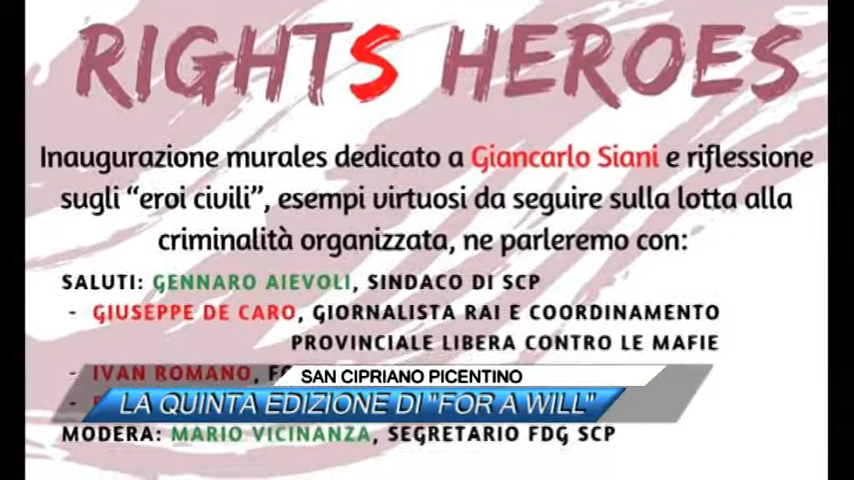 RIGHTS HEROES
Inaugurazione murales dedicato a Giancarlo Siani e riflessione
sugli “eroi civili”, esempi virtuosi da seguire sulla lotta alla
criminalità organizzata, ne parleremo con:
SALUTI: GENNARO AIEVOLI, SINDACO DI SCP
- GIUSEPPE DE CARO, GIORNALISTA RAI E COORDINAMENTO
PROVINCIALE LIBERA CONTRO LE MAFIE
- IVAN ROMANO,
SAN CIPRIANO PICENTINO
LA QUINTA EDIZIONE DI "FOR A WILL"
MODERA: MARIO VICINANZA, SEGRETARIO FDG SCP